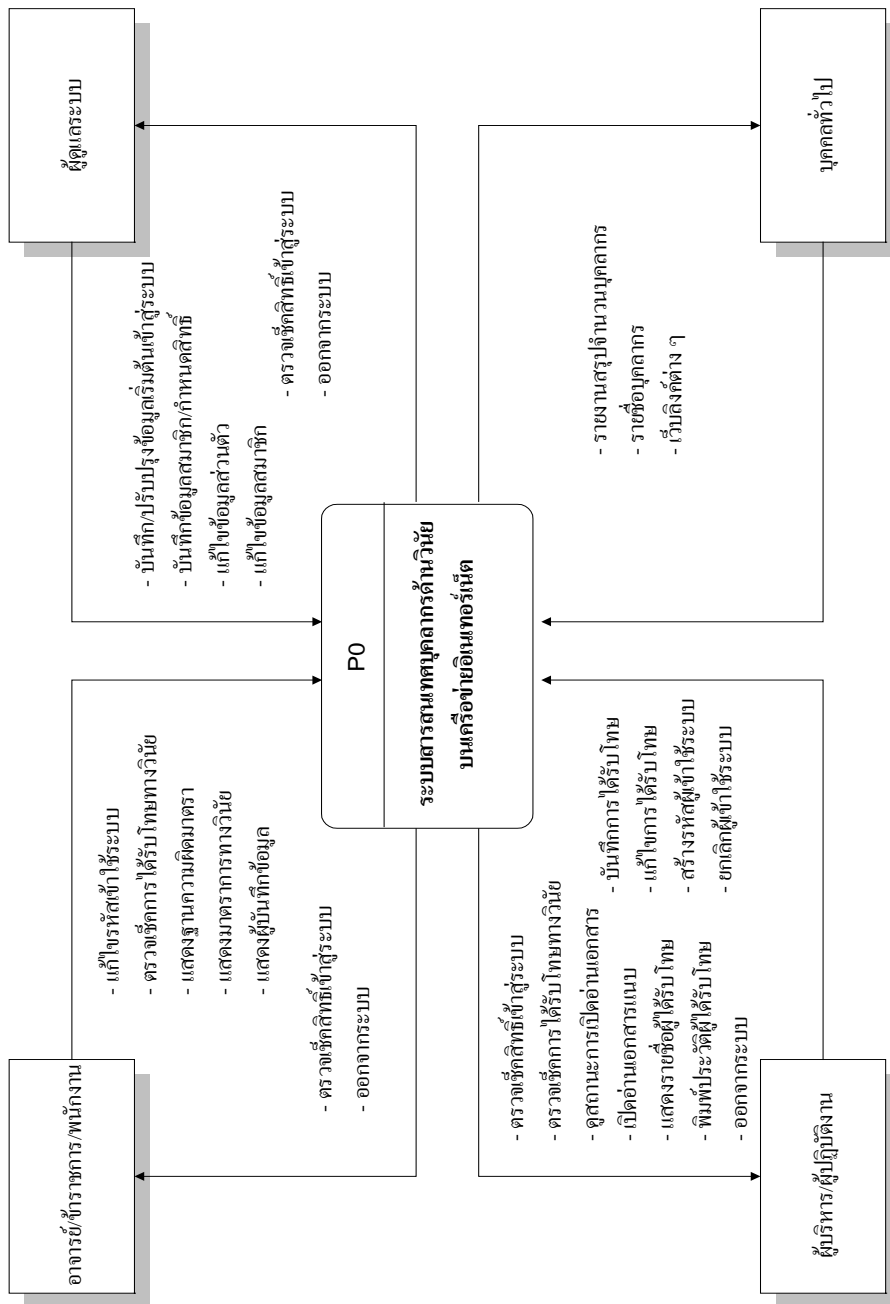 อาจารย์/ข้าราชการ/พนักงาน
- แก้ไขรหัสเข้าใช้ระบบ
- ตรวจเช็คการได้รับโทษทางวินัย
- แสดงฐานความผิดมาตรา
- แสดงมาตราการทางวินัย
- แสดงผู้บันทึกข้อมูล
- ตรวจเช็คสิทธิ์เข้าสู่ระบบ
- ออกจากระบบ
ผู้ดูแลระบบ
- บันทึก/ปรับปรุงข้อมูลเริ่มต้นเข้าสู่ระบบ
- บันทึกข้อมูลสมาชิก/กำหนดสิทธิ์
- แก้ไขข้อมูลส่วนตัว
- แก้ไขข้อมูลสมาชิก
- ตรวจเช็คสิทธิ์เข้าสู่ระบบ
- ออกจากระบบ
P0
ระบบสารสนเทศบุคลากรด้านวินัย
บนเครือข่ายอินเทอร์เน็ต
- ตรวจเช็คสิทธิ์เข้าสู่ระบบ
- ตรวจเช็คการได้รับโทษทางวินัย
- ดูสถานะการเปิดอ่านเอกสาร
- เปิดอ่านเอกสารแนบ
- แสดงรายชื่อผู้ได้รับโทษ
- พิมพ์ประวัติผู้ได้รับโทษ
- ออกจากระบบ
- บันทึกการได้รับโทษ
- แก้ไขการได้รับโทษ
- สร้างรหัสผู้เข้าใช้ระบบ
- ยกเลิกผู้เข้าใช้ระบบ
ผู้บริหาร/ผู้ปฏิบัติงาน
- รายงานสรุปจำนวนบุคลากร
- รายชื่อบุคลากร
- เว็บลิงค์ต่าง ๆ
บุคคลทั่วไป